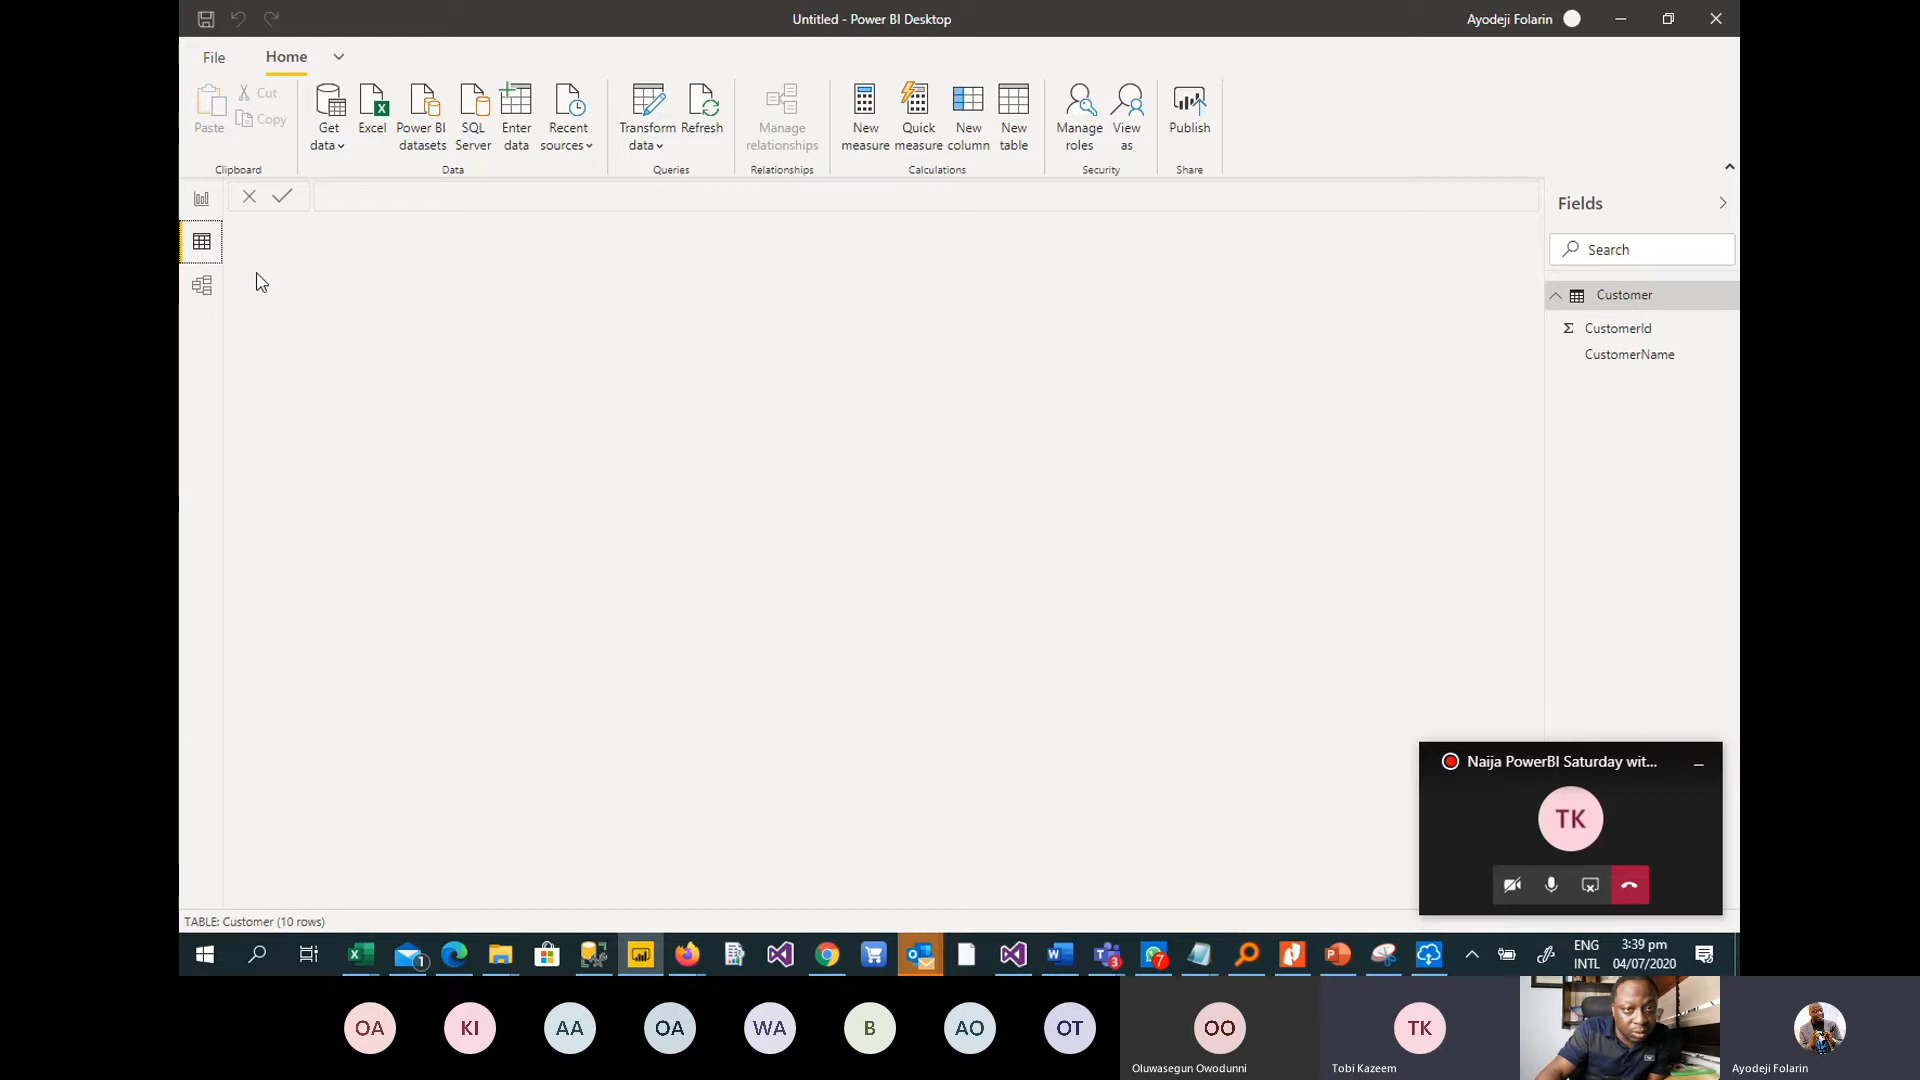 Untitled - Power BI Desktop
Ayodeji Folarin
File
Home
Paste
Cut
Copy
Clipboard
Get data
Excel
Power BI datasets
SQL Server
Enter data
Recent sources
Data
Transform data
Refresh
Queries
Manage relationships
Relationships
New measure
Quick measure
New column
New table
Calculations
Manage roles
View as
Security
Publish
Share
Fields
Search
Customer
CustomerId
CustomerName
Naija PowerBI Saturday wit...
TK
TABLE: Customer (10 rows)
1
3
7
ENG
INTL
3:39 pm
04/07/2020
OA
KI
AA
OA
WA
B
AO
OT
OO
TK
Oluwasegun Owodunni
Tobi Kazeem
Ayodeji Folarin